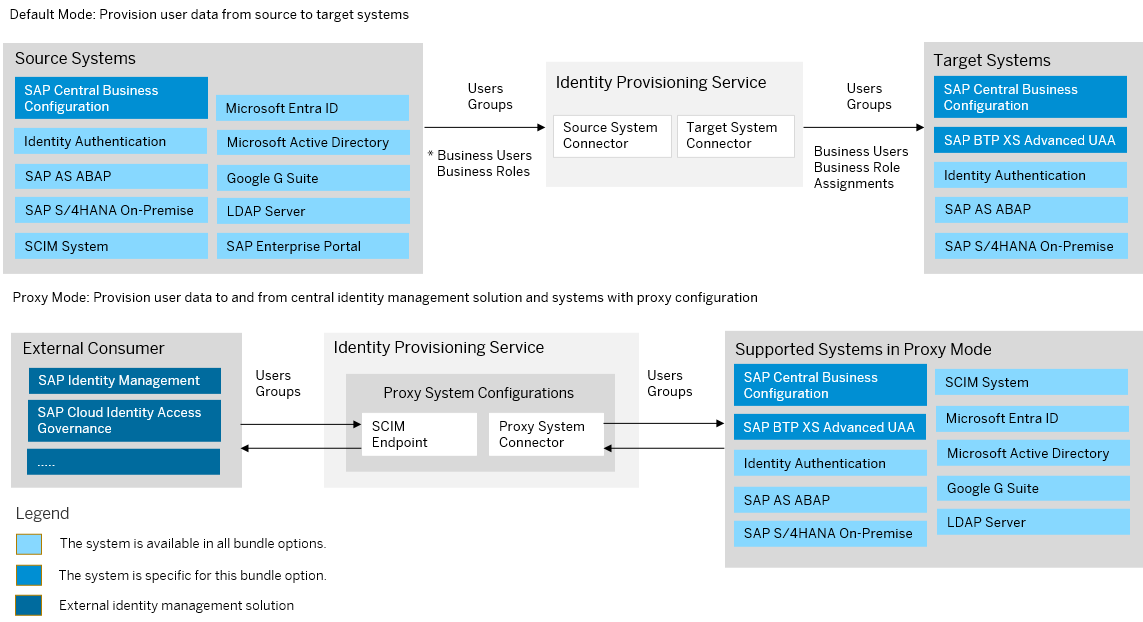 Default Mode: Provision user data from source to target systems
Source Systems
SAP Central Business
Configuration
Identity Authentication
SAP AS ABAP
SAP S/4HANA On-Premise
SCIM System
Microsoft Entra ID
Microsoft Active Directory
Google G Suite
LDAP Server
SAP Enterprise Portal
Users
Groups
* Business Users
Business Roles
Identity Provisioning Service
Source System
Connector
Target System
Connector
Users
Groups
Business Users
Business Role
Assignments
Target Systems
SAP Central Business
Configuration
SAP BTP XS Advanced UAA
Identity Authentication
SAP AS ABAP
SAP S/4HANA On-Premise
Proxy Mode: Provision user data to and from central identity management solution and systems with proxy configuration
External Consumer
SAP Identity Management
SAP Cloud Identity Access
Governance
.....
Users
Groups
Identity Provisioning Service
Proxy System Configurations
SCIM
Endpoint
Proxy System
Connector
Users
Groups
Supported Systems in Proxy Mode
SAP Central Business
Configuration
SAP BTP XS Advanced UAA
Identity Authentication
SAP AS ABAP
SAP S/4HANA On-Premise
SCIM System
Microsoft Entra ID
Microsoft Active Directory
Google G Suite
LDAP Server
Legend
The system is available in all bundle options.
The system is specific for this bundle option.
External identity management solution